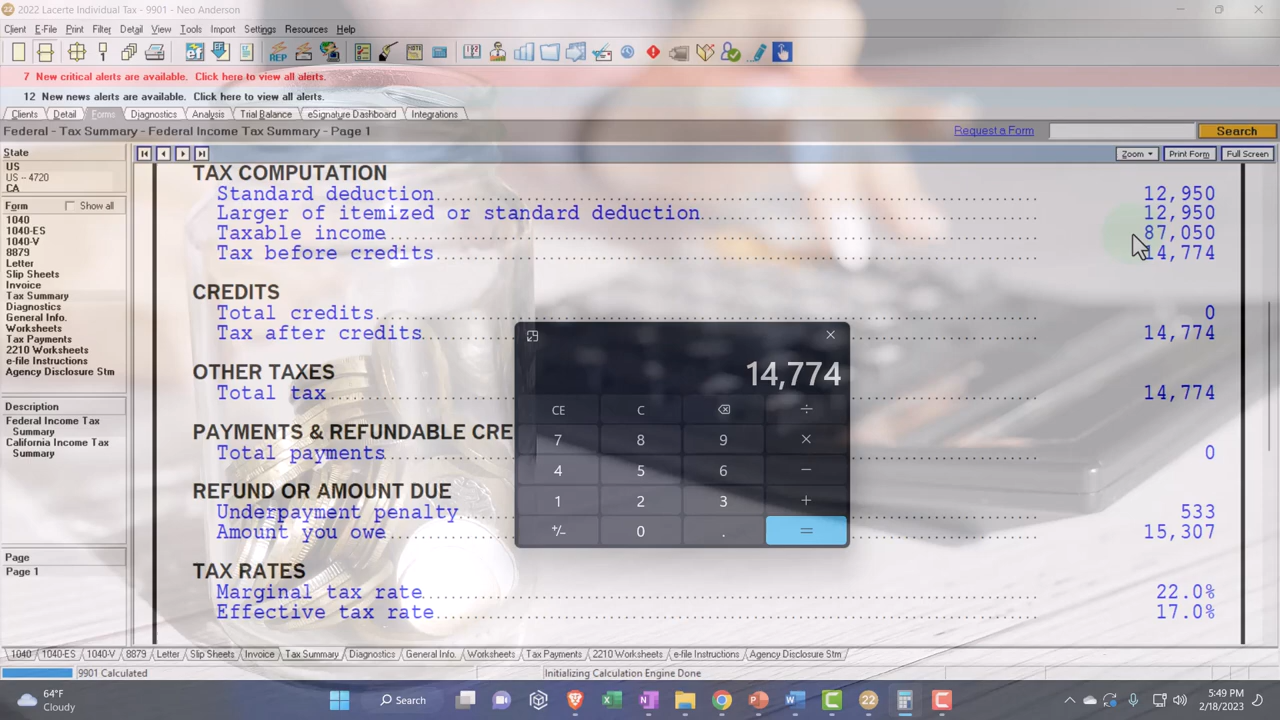 2022 Lacerte Individual Tax - 9901 - Neo Anderson
Client E-File Print Filter Detail View Tools Import Settings Resources Help
7 New critical alerts are available. Click here to view all alerts.
12 New news alerts are available. Click here to view all alerts.
Clients Detail Forms Diagnostics Analysis Trial Balance eSignature Dashboard Integrations
Federal - Tax Summary - Federal Income Tax Summary - Page 1
Request a Form
Search
Zoom Print Form Full Screen
State
US
US -- 4720
CA
Form Show all
1040
1040-ES
1040-V
8879
Letter
Slip Sheets
Invoice
Tax Summary
Diagnostics
General Info.
Worksheets
Tax Payments
2210 Worksheets
e-file Instructions
Agency Disclosure Stm
Description
Federal Income Tax
Summary
California Income Tax
Summary
Page
Page 1
TAX COMPUTATION
Standard deduction 12,950
Larger of itemized or standard deduction 12,950
Taxable income 87,050
Tax before credits 14,774
CREDITS
Total credits 0
Tax after credits 14,774
OTHER TAXES
Total tax 14,774
PAYMENTS & REFUNDABLE CRE
Total payments 0
REFUND OR AMOUNT DUE
Underpayment penalty 533
Amount you owe 15,307
TAX RATES
Marginal tax rate 22.0%
Effective tax rate 17.0%
14,774
CE C ÷
7 8 9 ×
4 5 6 −
1 2 3 +
+/− 0 . =
1040 1040-ES 1040-V 8879 Letter Slip Sheets Invoice Tax Summary Diagnostics General Info. Worksheets Tax Payments 2210 Worksheets e-file Instructions Agency Disclosure Stm
9901 Calculated
Initializing Calculation Engine Done
64°F
Cloudy
Search
22
5:49 PM
2/18/2023